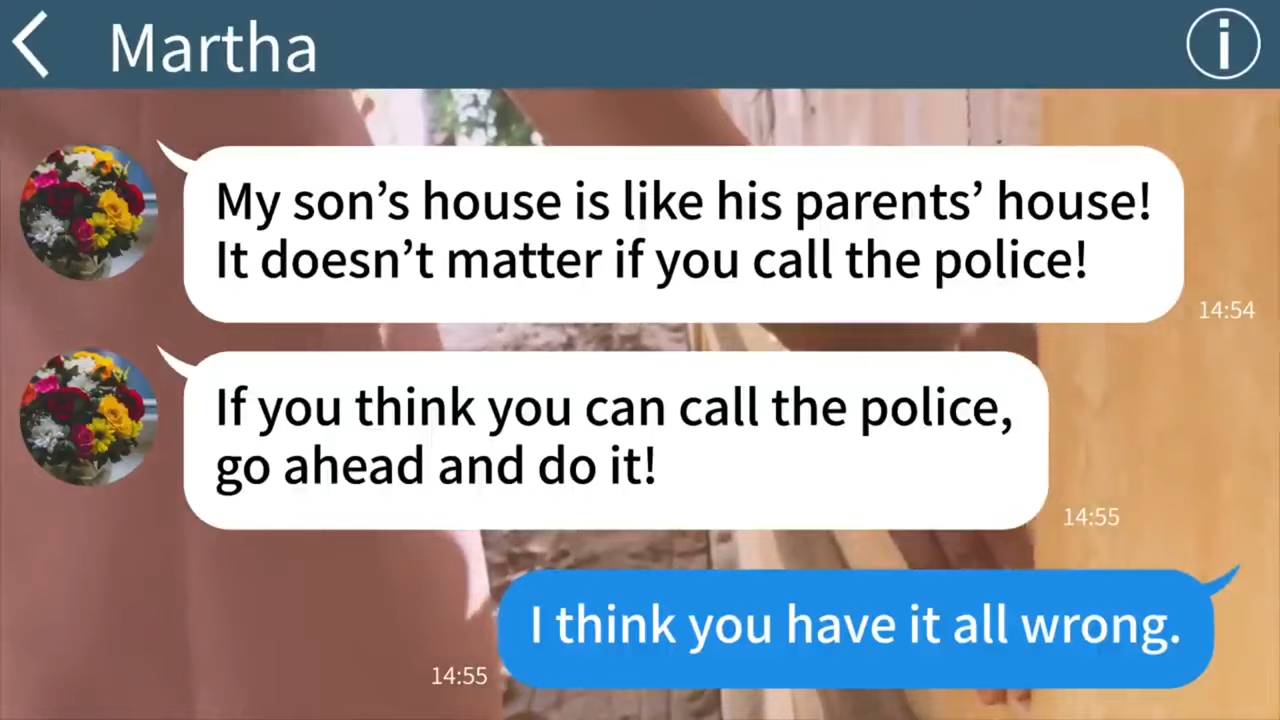 Martha
My son’s house is like his parents’ house!
It doesn’t matter if you call the police!
14:54
If you think you can call the police,
go ahead and do it!
14:55
I think you have it all wrong.
14:55